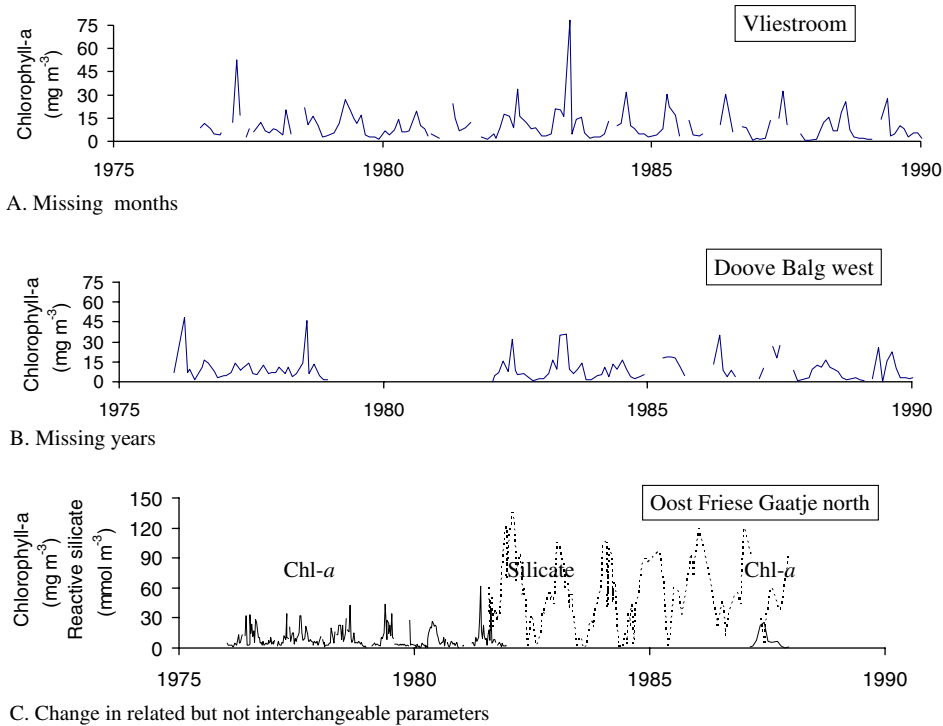 Vliestroom
Chlorophyll-a
(mg m⁻³)
75
60
45
30
15
0
1975 1980 1985 1990
A. Missing months
Doove Balg west
Chlorophyll-a
(mg m⁻³)
75
60
45
30
15
0
1975 1980 1985 1990
B. Missing years
Oost Friese Gaatje north
Chlorophyll-a
(mg m⁻³)
Reactive silicate
(mmol m⁻³)
150
120
90
60
30
0
Chl-a Silicate Chl-a
1975 1980 1985 1990
C. Change in related but not interchangeable parameters